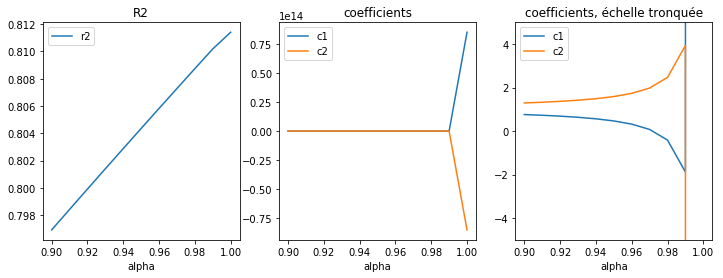 R2
r2
0.812
0.810
0.808
0.806
0.804
0.802
0.800
0.798
0.90 0.92 0.94 0.96 0.98 1.00
alpha
coefficients
1e14
c1
c2
0.75
0.50
0.25
0.00
−0.25
−0.50
−0.75
0.90 0.92 0.94 0.96 0.98 1.00
alpha
coefficients, échelle tronquée
c1
c2
4
2
0
−2
−4
0.90 0.92 0.94 0.96 0.98 1.00
alpha